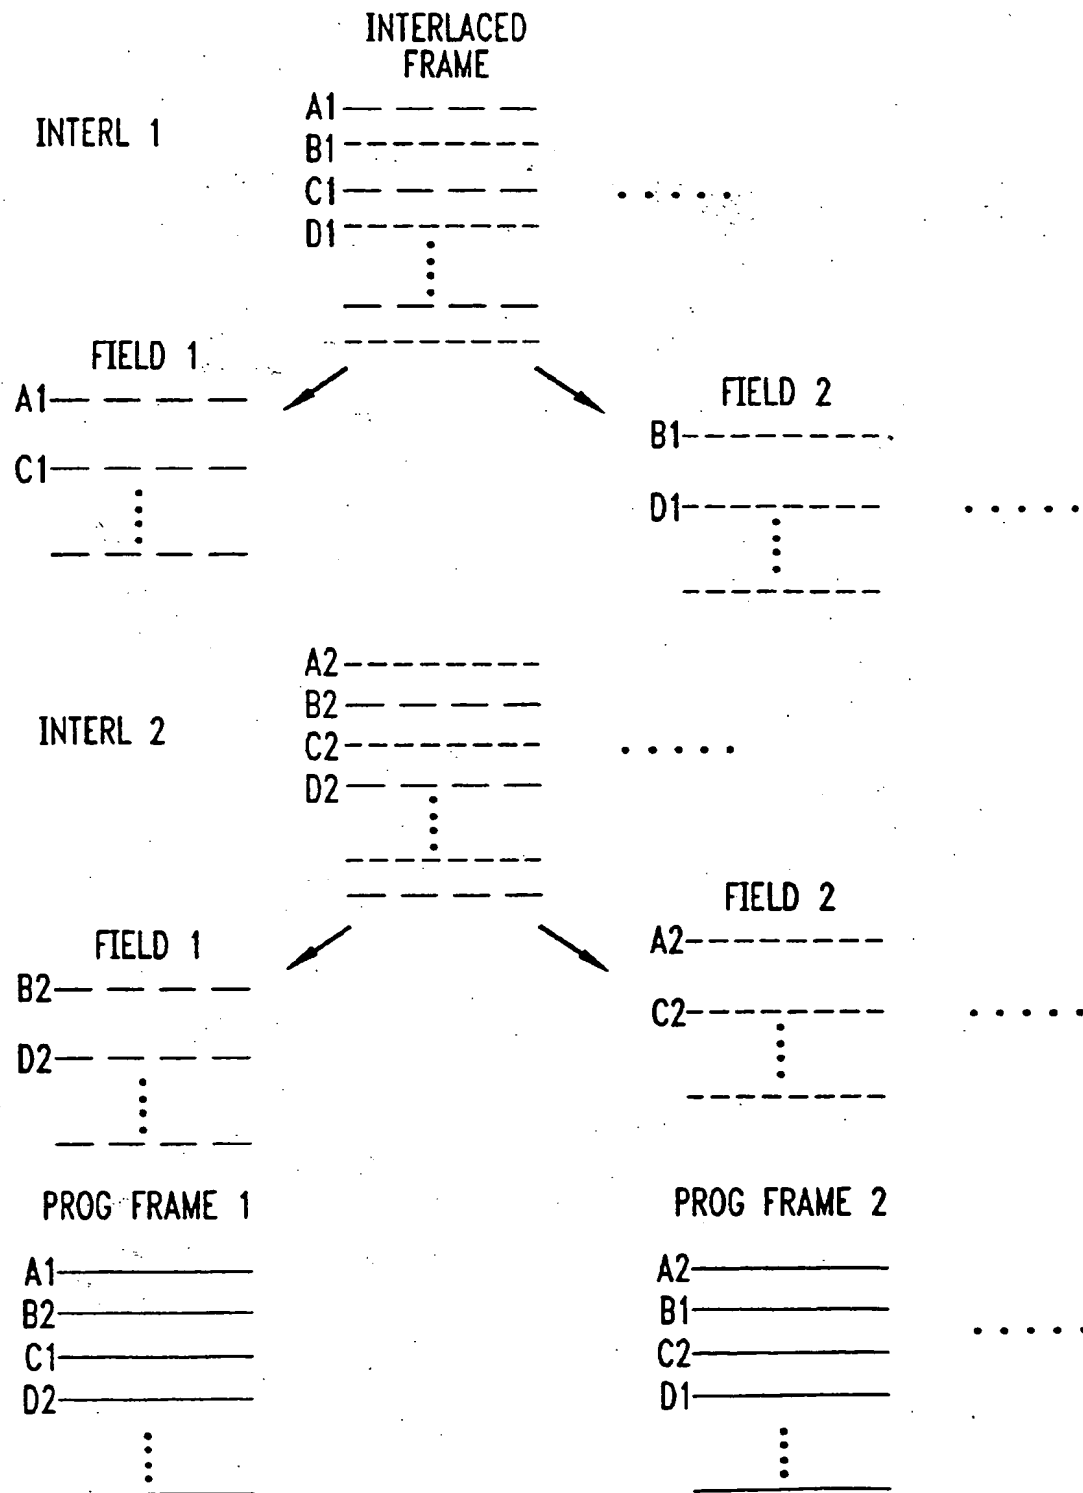 INTERLACED
FRAME
INTERL 1
A1
B1
C1
D1
FIELD 1
A1
C1
FIELD 2
B1
D1
INTERL 2
A2
B2
C2
D2
FIELD 1
B2
D2
FIELD 2
A2
C2
PROG FRAME 1
A1
B2
C1
D2
PROG FRAME 2
A2
B1
C2
D1